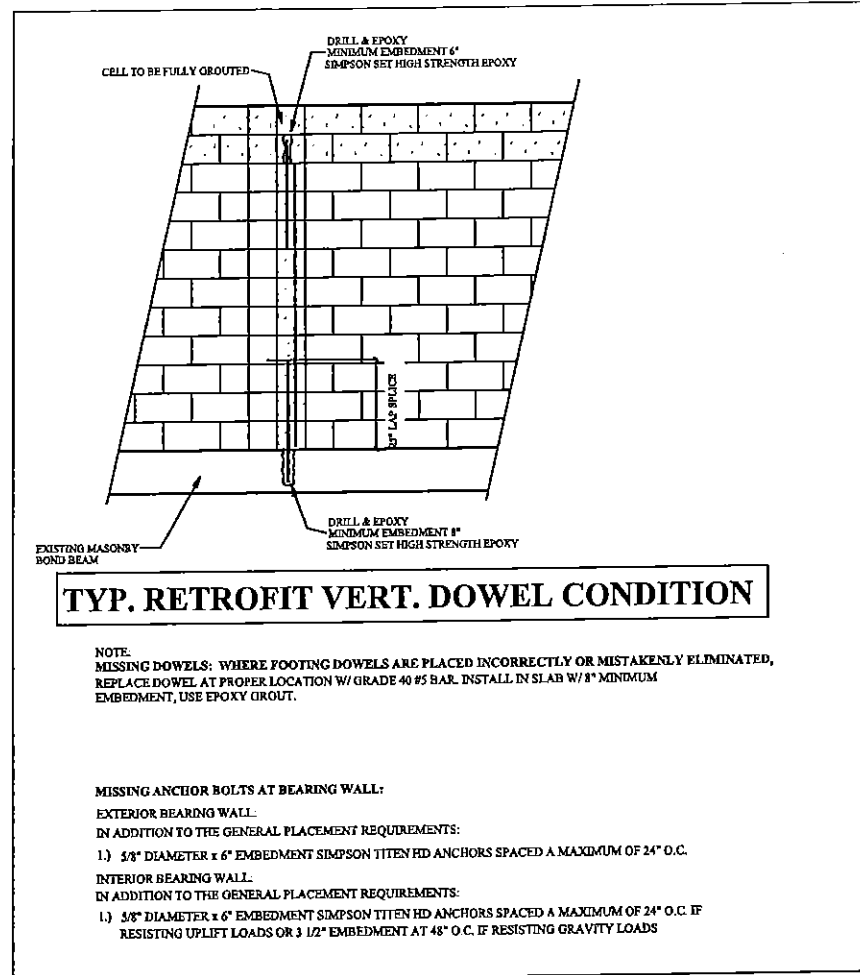 DRILL & EPOXY
MINIMUM EMBEDMENT 6"
SIMPSON SET HIGH STRENGTH EPOXY
CELL TO BE FULLY GROUTED
25" LAP SPLICE
DRILL & EPOXY
MINIMUM EMBEDMENT 8"
SIMPSON SET HIGH STRENGTH EPOXY
EXISTING MASONRY
BOND BEAM
TYP. RETROFIT VERT. DOWEL CONDITION
NOTE:
MISSING DOWELS: WHERE FOOTING DOWELS ARE PLACED INCORRECTLY OR MISTAKENLY ELIMINATED,
REPLACE DOWEL AT PROPER LOCATION W/ GRADE 40 #5 BAR. INSTALL IN SLAB W/ 8" MINIMUM
EMBEDMENT, USE EPOXY GROUT.
MISSING ANCHOR BOLTS AT BEARING WALL:
EXTERIOR BEARING WALL:
IN ADDITION TO THE GENERAL PLACEMENT REQUIREMENTS:
1.) 5/8" DIAMETER x 6" EMBEDMENT SIMPSON TITEN HD ANCHORS SPACED A MAXIMUM OF 24" O.C.
INTERIOR BEARING WALL:
IN ADDITION TO THE GENERAL PLACEMENT REQUIREMENTS:
1.) 5/8" DIAMETER x 6" EMBEDMENT SIMPSON TITEN HD ANCHORS SPACED A MAXIMUM OF 24" O.C. IF
RESISTING UPLIFT LOADS OR 3 1/2" EMBEDMENT AT 48" O.C. IF RESISTING GRAVITY LOADS